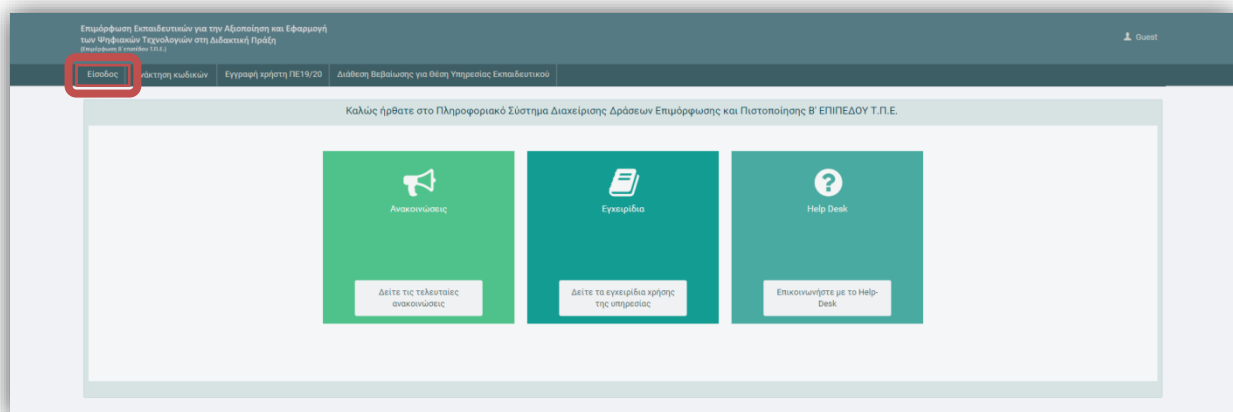 Επιμόρφωση Εκπαιδευτικών για την Αξιοποίηση και Εφαρμογή
των Ψηφιακών Τεχνολογιών στη Διδακτική Πράξη
(Επιμόρφωση Β' επιπέδου Τ.Π.Ε.)
Guest
Είσοδος νάκτηση κωδικών Εγγραφή χρήστη ΠΕ19/20 Διάθεση Βεβαίωσης για Θέση Υπηρεσίας Εκπαιδευτικού
Καλώς ήρθατε στο Πληροφοριακό Σύστημα Διαχείρισης Δράσεων Επιμόρφωσης και Πιστοποίησης Β' ΕΠΙΠΕΔΟΥ Τ.Π.Ε.
Ανακοινώσεις
Δείτε τις τελευταίες
ανακοινώσεις
Εγχειρίδια
Δείτε τα εγχειρίδια χρήσης
της υπηρεσίας
Help Desk
Επικοινωνήστε με το Help-
Desk